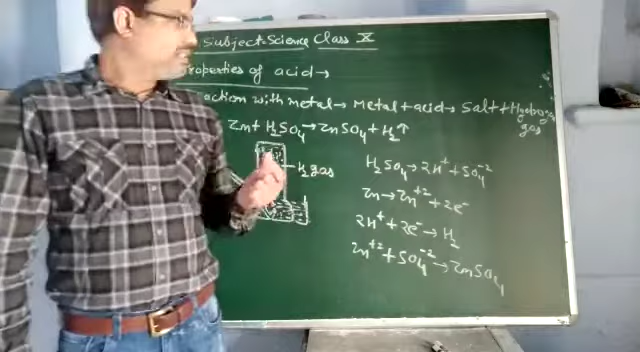 Subject=Science Class X
roperties of acid→
action with metal→ Metal+acid→ Salt+Hydrogen gas
Zn+H₂SO₄→ZnSO₄+H₂↑
H₂ gas
H₂SO₄→2H⁺+SO₄⁻²
Zn→Zn⁺²+2e⁻
2H⁺+2e⁻→H₂
Zn⁺²+SO₄⁻²→ZnSO₄